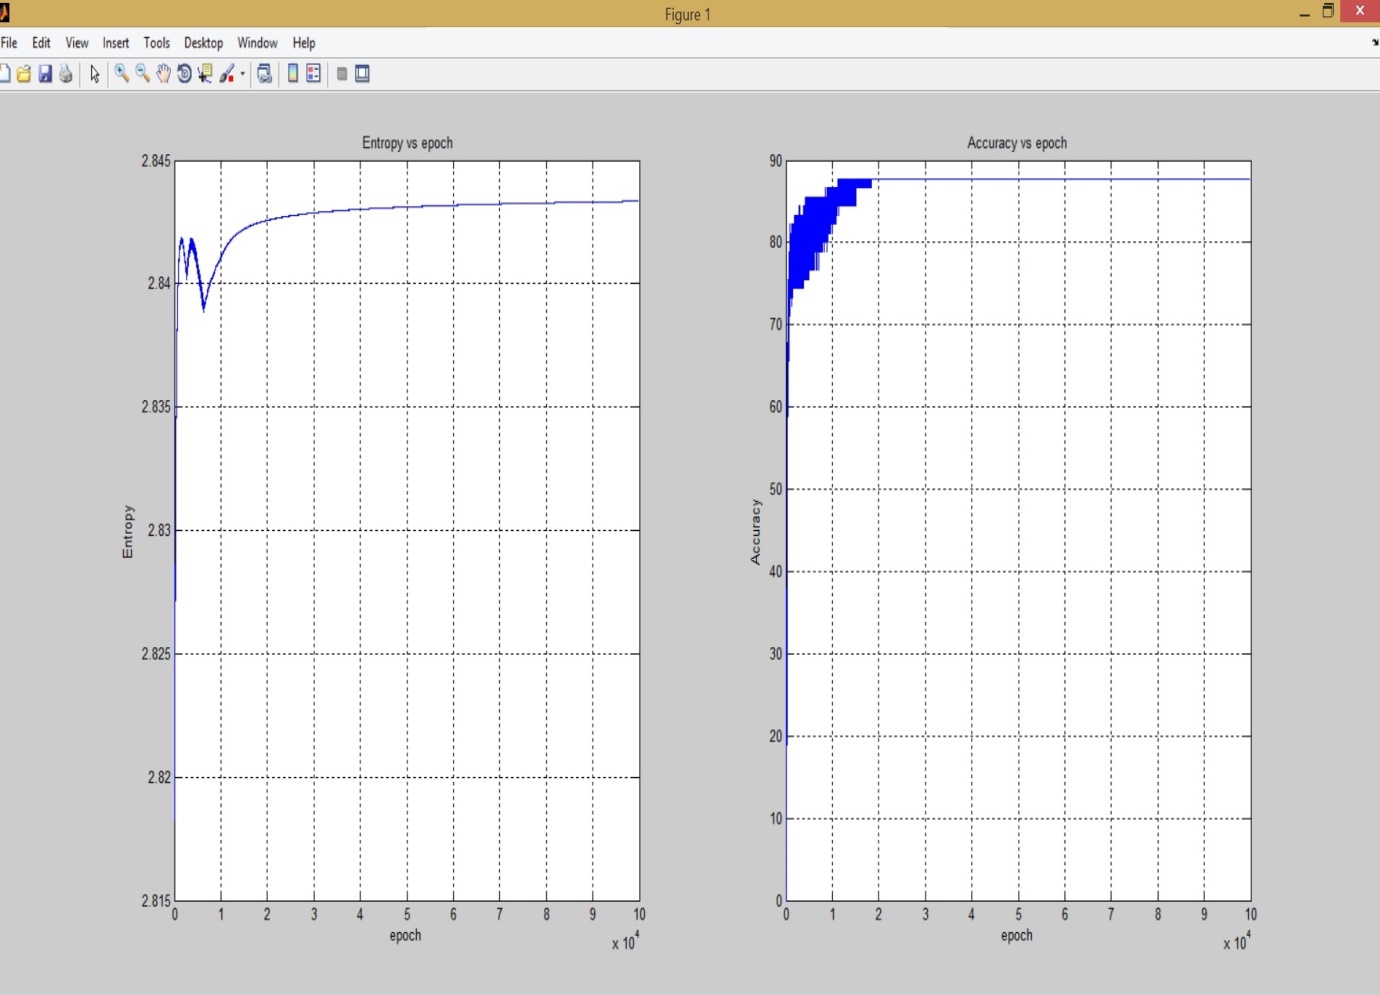 Figure 1
File Edit View Insert Tools Desktop Window Help
Entropy vs epoch
2.845
2.84
2.835
2.83
2.825
2.82
2.815
Entropy
0 1 2 3 4 5 6 7 8 9 10
epoch
x 10^4
Accuracy vs epoch
90
80
70
60
50
40
30
20
10
0
Accuracy
0 1 2 3 4 5 6 7 8 9 10
epoch
x 10^4